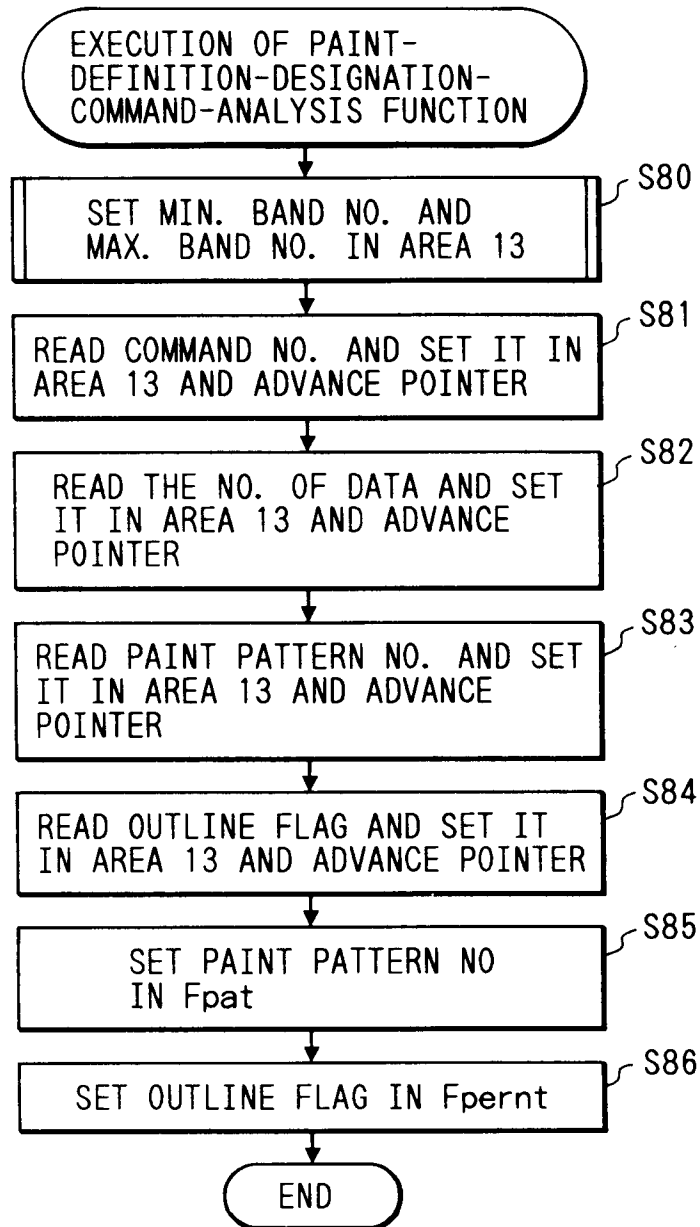 EXECUTION OF PAINT-
DEFINITION-DESIGNATION-
COMMAND-ANALYSIS FUNCTION
S80
SET MIN. BAND NO. AND
MAX. BAND NO. IN AREA 13
S81
READ COMMAND NO. AND SET IT IN
AREA 13 AND ADVANCE POINTER
S82
READ THE NO. OF DATA AND SET
IT IN AREA 13 AND ADVANCE
POINTER
S83
READ PAINT PATTERN NO. AND SET
IT IN AREA 13 AND ADVANCE
POINTER
S84
READ OUTLINE FLAG AND SET IT
IN AREA 13 AND ADVANCE POINTER
S85
SET PAINT PATTERN NO
IN Fpat
S86
SET OUTLINE FLAG IN Fpernt
END